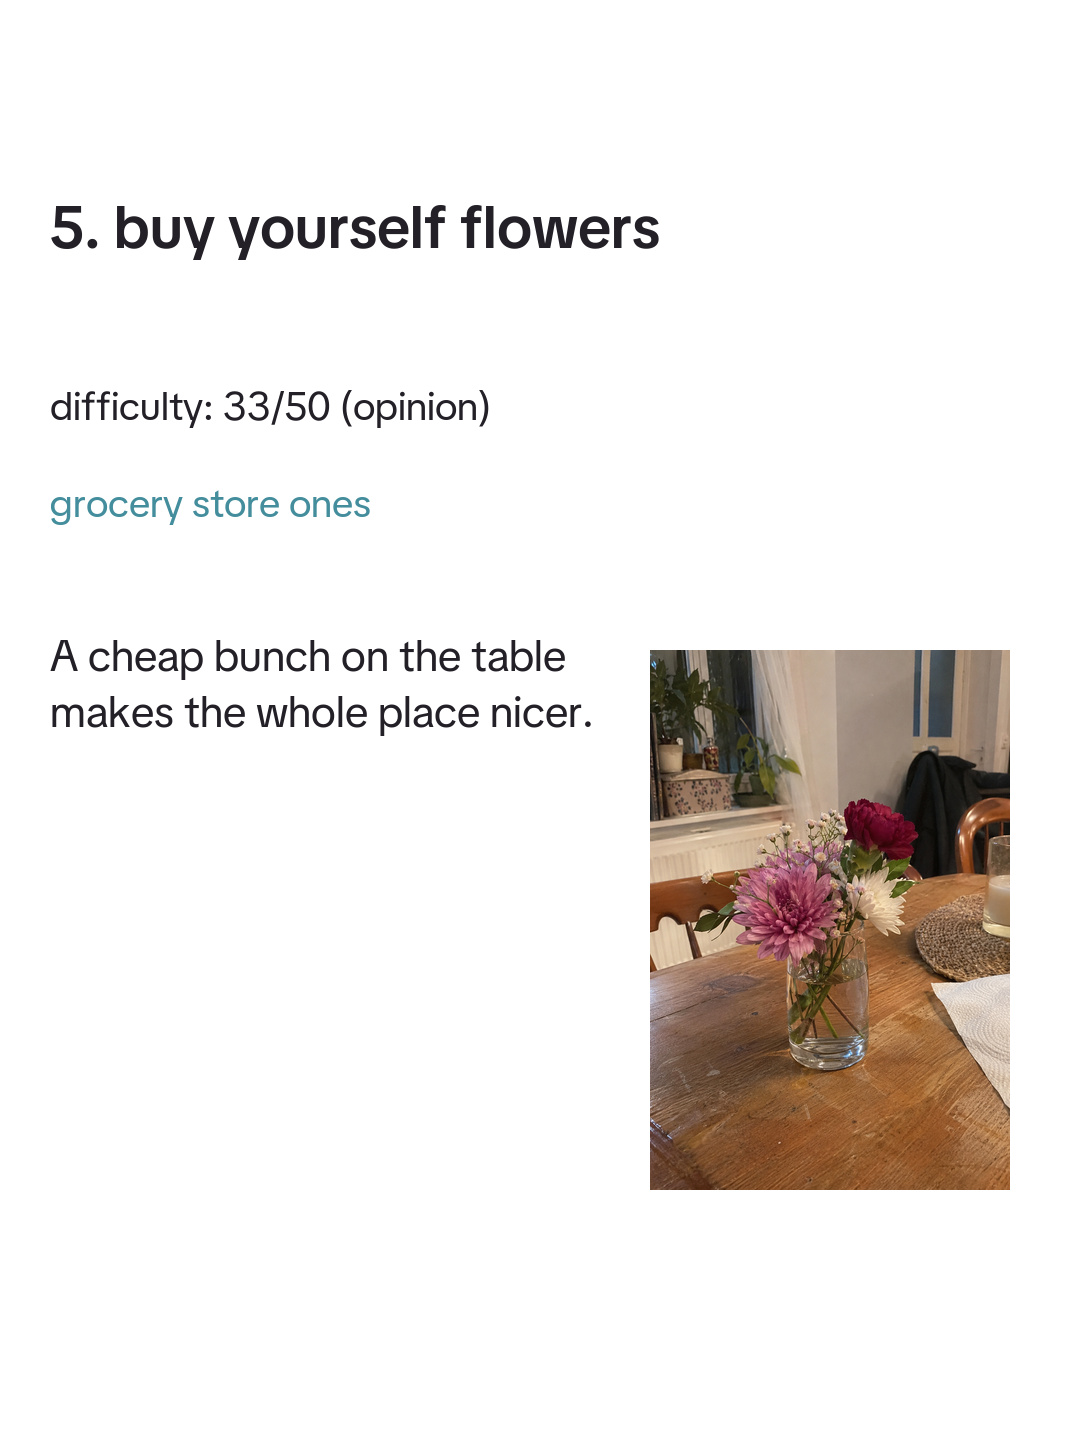 5. buy yourself flowers
difficulty: 33/50 (opinion)
grocery store ones
A cheap bunch on the table
makes the whole place nicer.